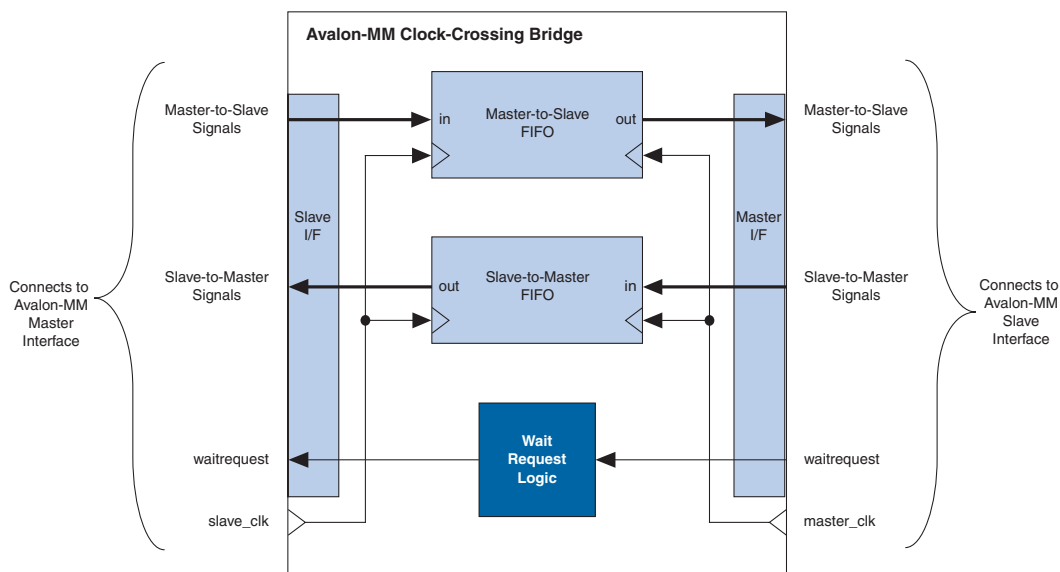 Avalon-MM Clock-Crossing Bridge
Master-to-Slave
Signals
in
Master-to-Slave
FIFO
out
Master-to-Slave
Signals
Slave
I/F
Master
I/F
Connects to
Avalon-MM
Master
Interface
Slave-to-Master
Signals
out
Slave-to-Master
FIFO
in
Slave-to-Master
Signals
Connects to
Avalon-MM
Slave
Interface
waitrequest
Wait
Request
Logic
waitrequest
slave_clk
master_clk